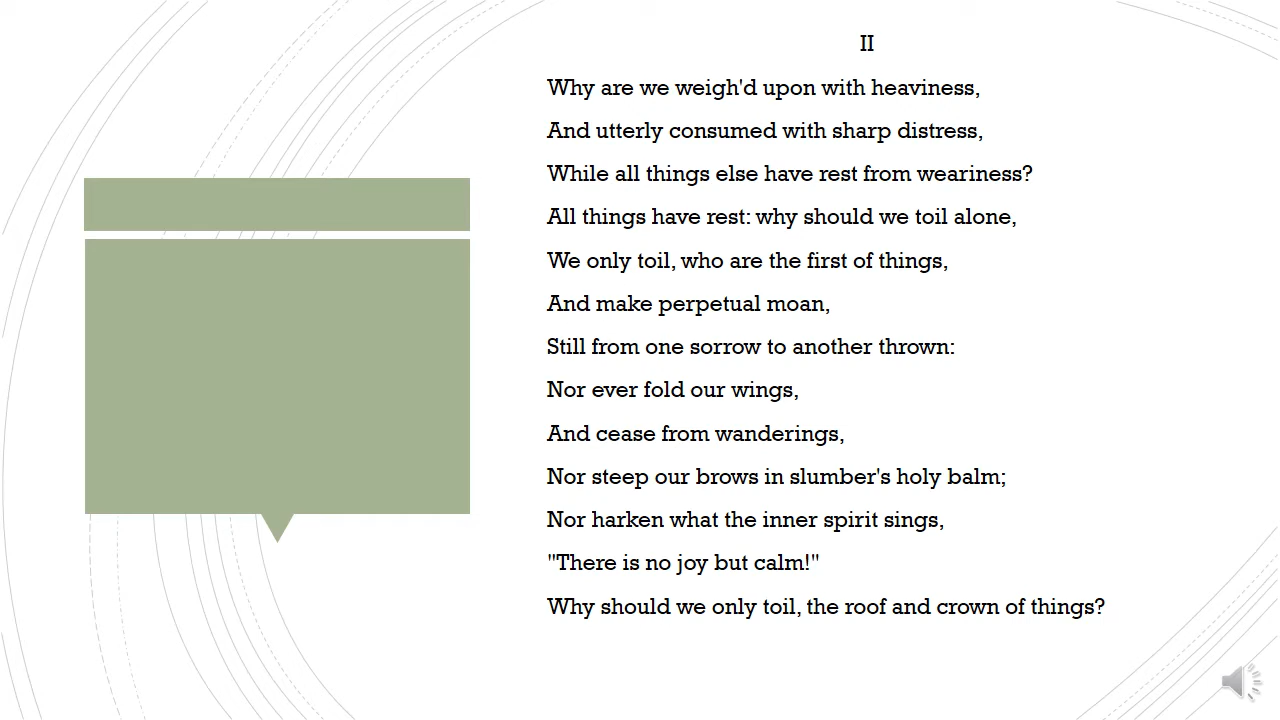 II
Why are we weigh'd upon with heaviness,
And utterly consumed with sharp distress,
While all things else have rest from weariness?
All things have rest: why should we toil alone,
We only toil, who are the first of things,
And make perpetual moan,
Still from one sorrow to another thrown:
Nor ever fold our wings,
And cease from wanderings,
Nor steep our brows in slumber's holy balm;
Nor harken what the inner spirit sings,
"There is no joy but calm!"
Why should we only toil, the roof and crown of things?